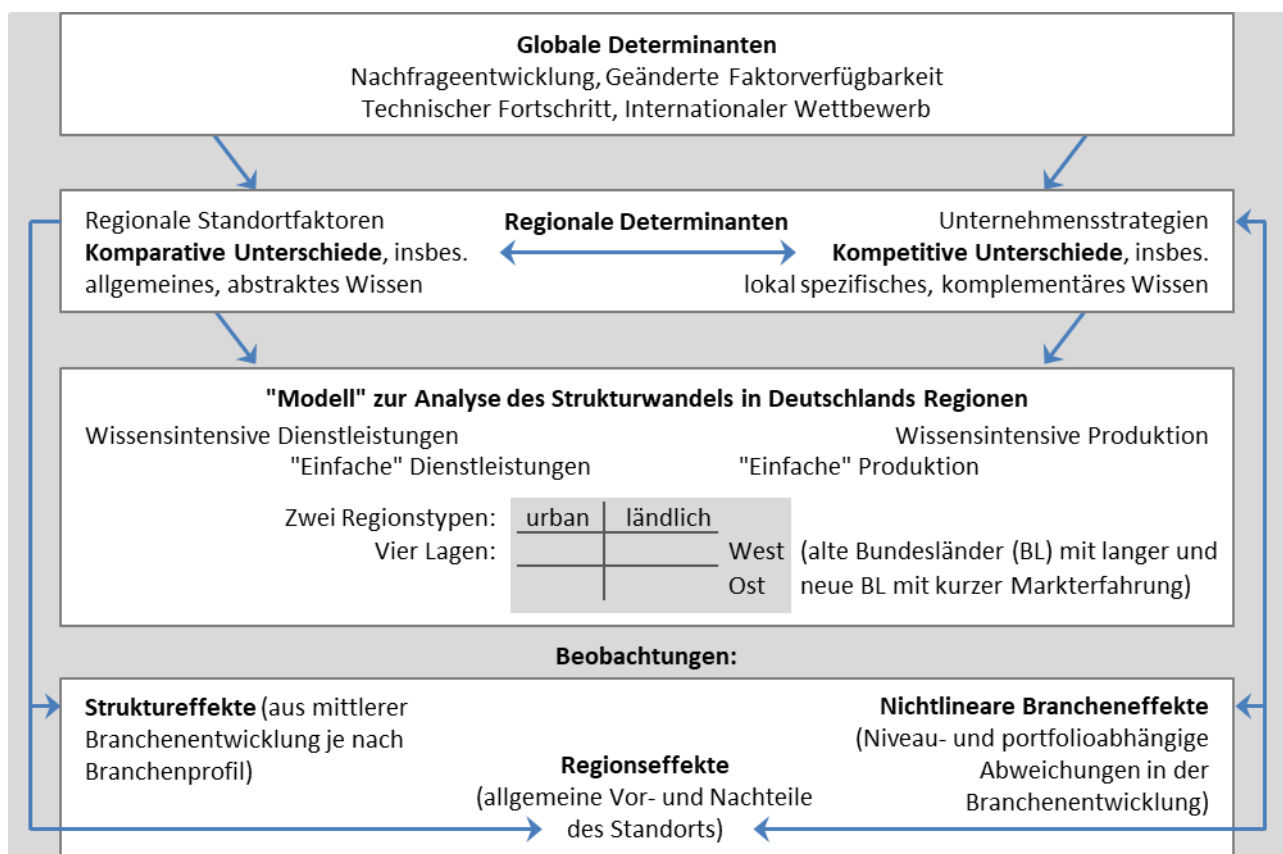 Globale Determinanten
Nachfrageentwicklung, Geänderte Faktorverfügbarkeit
Technischer Fortschritt, Internationaler Wettbewerb
Regionale Standortfaktoren
Komparative Unterschiede, insbes.
allgemeines, abstraktes Wissen
Regionale Determinanten
Unternehmensstrategien
Kompetitive Unterschiede, insbes.
lokal spezifisches, komplementäres Wissen
"Modell" zur Analyse des Strukturwandels in Deutschlands Regionen
Wissensintensive Dienstleistungen
Wissensintensive Produktion
"Einfache" Dienstleistungen
"Einfache" Produktion
Zwei Regionstypen: urban ländlich
Vier Lagen: West (alte Bundesländer (BL) mit langer und
Ost neue BL mit kurzer Markterfahrung)
Beobachtungen:
Struktureffekte (aus mittlerer
Branchenentwicklung je nach
Branchenprofil)
Regionseffekte
(allgemeine Vor- und Nachteile
des Standorts)
Nichtlineare Brancheneffekte
(Niveau- und portfolioabhängige
Abweichungen in der
Branchenentwicklung)